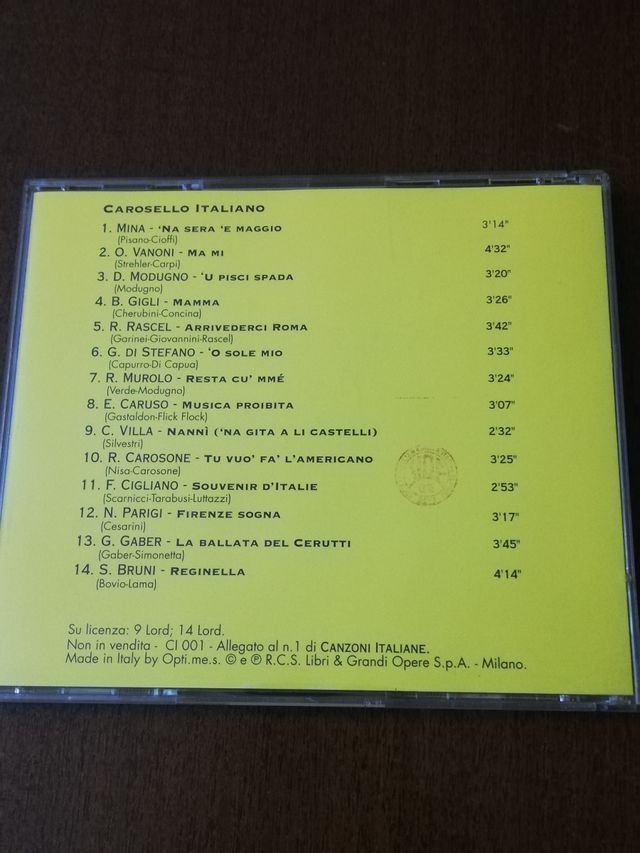 CAROSELLO ITALIANO
1. MINA - 'NA SERA 'E MAGGIO 3'14"
(Pisano-Cioffi)
2. O. VANONI - MA MI 4'32"
(Strehler-Carpi)
3. D. MODUGNO - 'U PISCI SPADA 3'20"
(Modugno)
4. B. GIGLI - MAMMA 3'26"
(Cherubini-Concina)
5. R. RASCEL - ARRIVEDERCI ROMA 3'42"
(Garinei-Giovannini-Rascel)
6. G. DI STEFANO - 'O SOLE MIO 3'33"
(Capurro-Di Capua)
7. R. MUROLO - RESTA CU' MMÉ 3'24"
(Verde-Modugno)
8. E. CARUSO - MUSICA PROIBITA 3'07"
(Gastaldon-Flick Flock)
9. C. VILLA - NANNÌ ('NA GITA A LI CASTELLI) 2'32"
(Silvestri)
10. R. CAROSONE - TU VUO' FA' L'AMERICANO 3'25"
(Nisa-Carosone)
11. F. CIGLIANO - SOUVENIR D'ITALIE 2'53"
(Scarnicci-Tarabusi-Luttazzi)
12. N. PARIGI - FIRENZE SOGNA 3'17"
(Cesarini)
13. G. GABER - LA BALLATA DEL CERUTTI 3'45"
(Gaber-Simonetta)
14. S. BRUNI - REGINELLA 4'14"
(Bovio-Lama)
Su licenza: 9 Lord; 14 Lord.
Non in vendita - CI 001 - Allegato al n.1 di CANZONI ITALIANE.
Made in Italy by Opti.me.s. © e ℗ R.C.S. Libri & Grandi Opere S.p.A. - Milano.